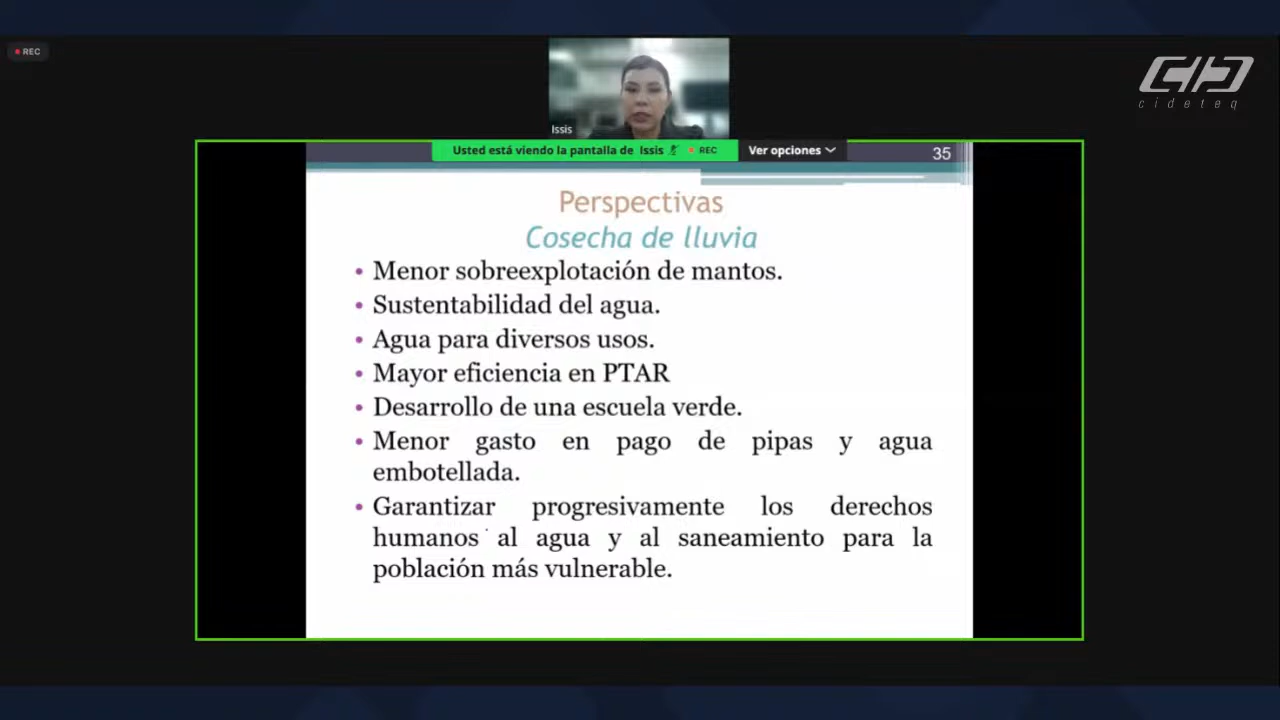 REC
cideteq
Issis
Usted está viendo la pantalla de Issis REC Ver opciones
35
Perspectivas
Cosecha de lluvia
• Menor sobreexplotación de mantos.
• Sustentabilidad del agua.
• Agua para diversos usos.
• Mayor eficiencia en PTAR
• Desarrollo de una escuela verde.
• Menor gasto en pago de pipas y agua
embotellada.
• Garantizar progresivamente los derechos
humanos al agua y al saneamiento para la
población más vulnerable.